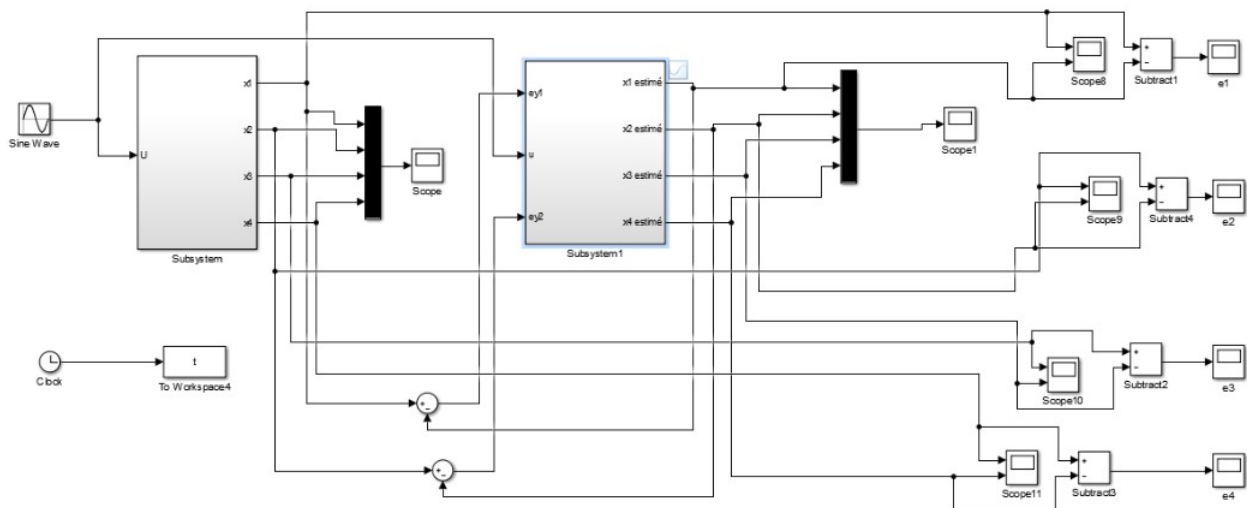 Sine Wave
U
x1
x2
x3
x4
Subsystem
Scope
ey1
u
ey2
x1 estimé
x2 estimé
x3 estimé
x4 estimé
Subsystem1
Scope1
Scope8
+
−
Subtract1
e1
Scope9
+
−
Subtract4
e2
Clock
t
To Workspace4
+
−
+
−
Scope10
+
−
Subtract2
e3
Scope11
+
−
Subtract3
e4